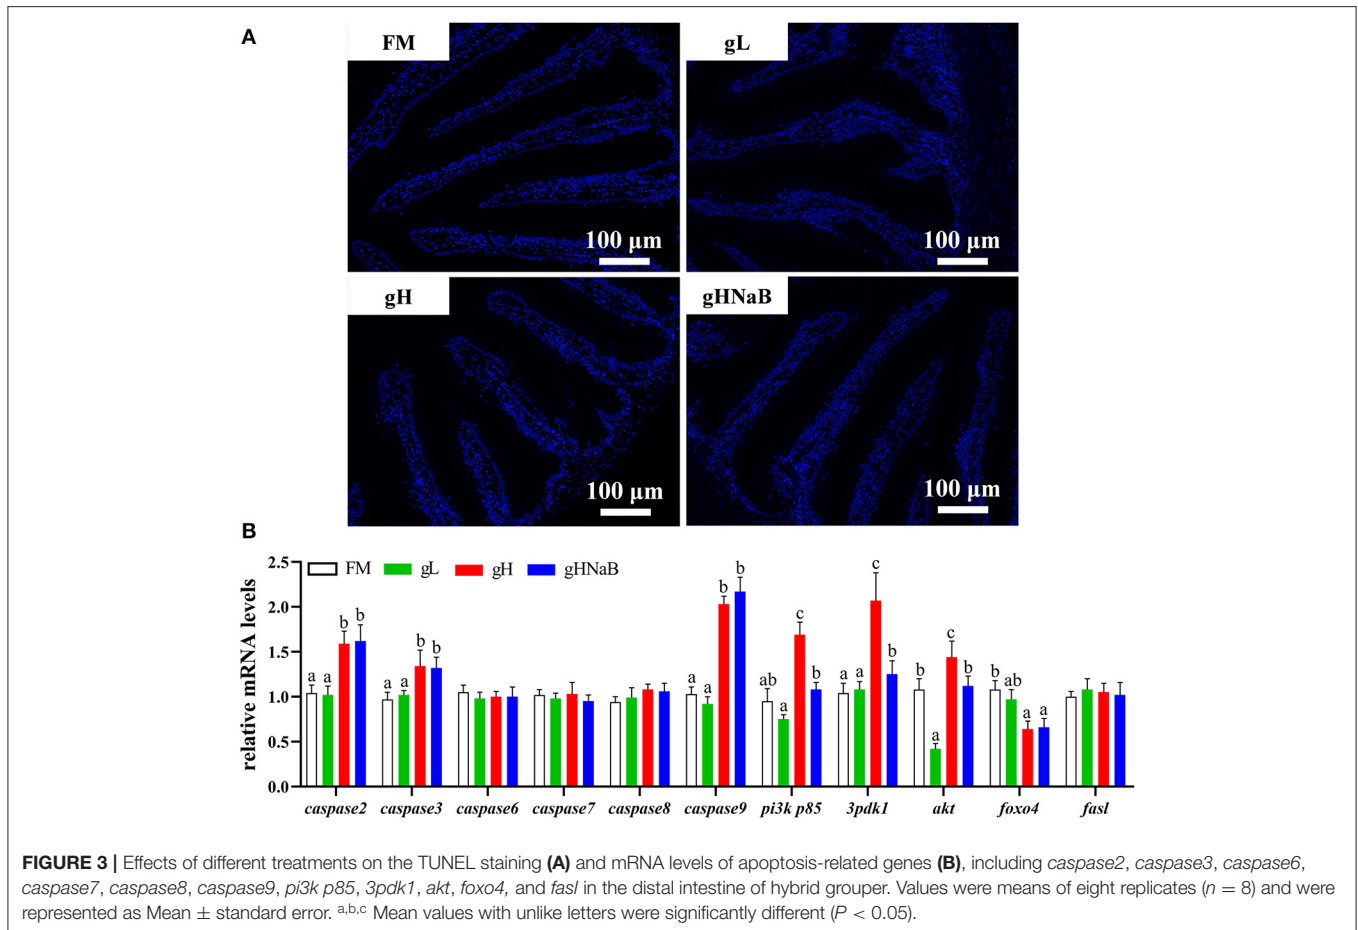 A
FM
gL
100 µm
100 µm
gH
gHNaB
100 µm
100 µm
B
relative mRNA levels
2.5
2.0
1.5
1.0
0.5
0.0
FM gL gH gHNaB
a a b b
a a b b
a a b b
ab a c b
a a c b
b a c b
b ab a a
caspase2 caspase3 caspase6 caspase7 caspase8 caspase9 pi3k p85 3pdk1 akt foxo4 fasl
FIGURE 3 | Effects of different treatments on the TUNEL staining (A) and mRNA levels of apoptosis-related genes (B), including caspase2, caspase3, caspase6,
caspase7, caspase8, caspase9, pi3k p85, 3pdk1, akt, foxo4, and fasl in the distal intestine of hybrid grouper. Values were means of eight replicates (n = 8) and were
represented as Mean ± standard error. a,b,c Mean values with unlike letters were significantly different (P < 0.05).